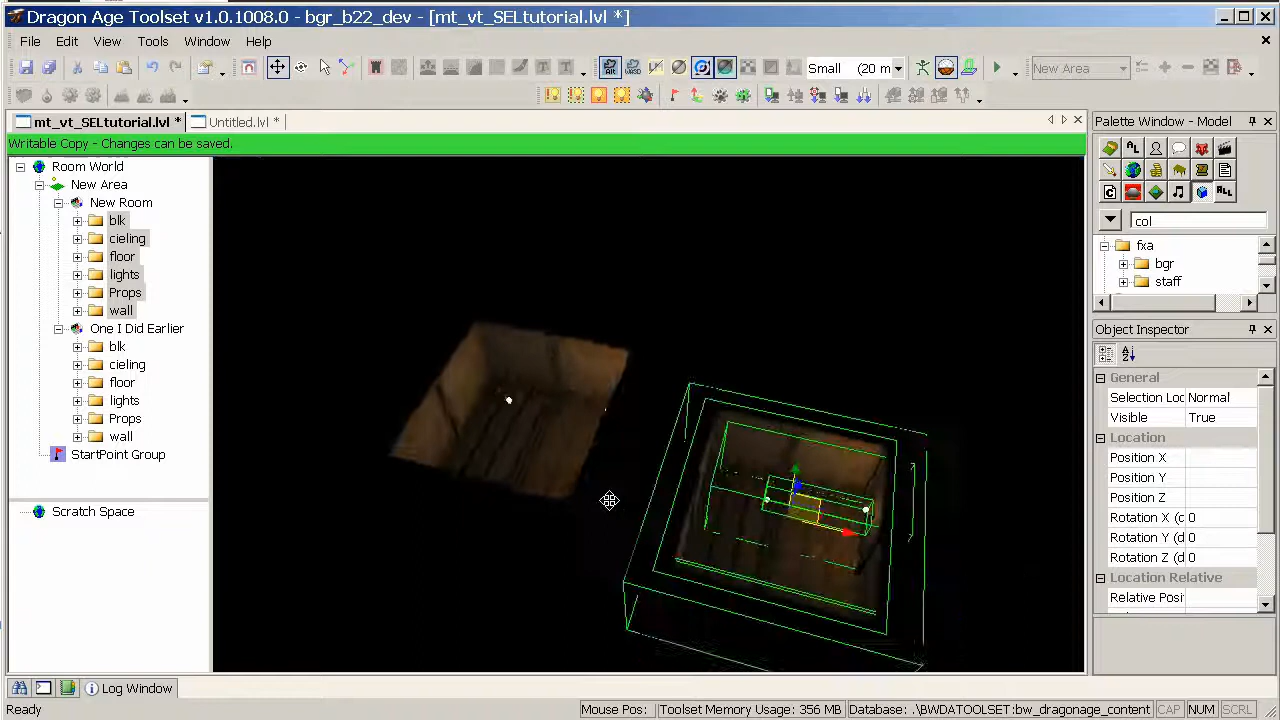 Dragon Age Toolset v1.0.1008.0 - bgr_b22_dev - [mt_vt_SELtutorial.lvl *]
File Edit View Tools Window Help
Alt
Small (20 m
New Area
mt_vt_SELtutorial.lvl *
Untitled.lvl *
Writable Copy - Changes can be saved.
Room World
New Area
New Room
blk
cieling
floor
lights
Props
wall
One I Did Earlier
blk
cieling
floor
lights
Props
wall
StartPoint Group
Scratch Space
Palette Window - Model
col
fxa
bgr
staff
Object Inspector
General
Selection Loc Normal
Visible True
Location
Position X
Position Y
Position Z
Rotation X (c 0
Rotation Y (d 0
Rotation Z (d 0
Location Relative
Relative Posi
Log Window
Ready
Mouse Pos:
Toolset Memory Usage: 356 MB
Database: .\BWDATOOLSET:bw_dragonage_content
CAP NUM SCRL